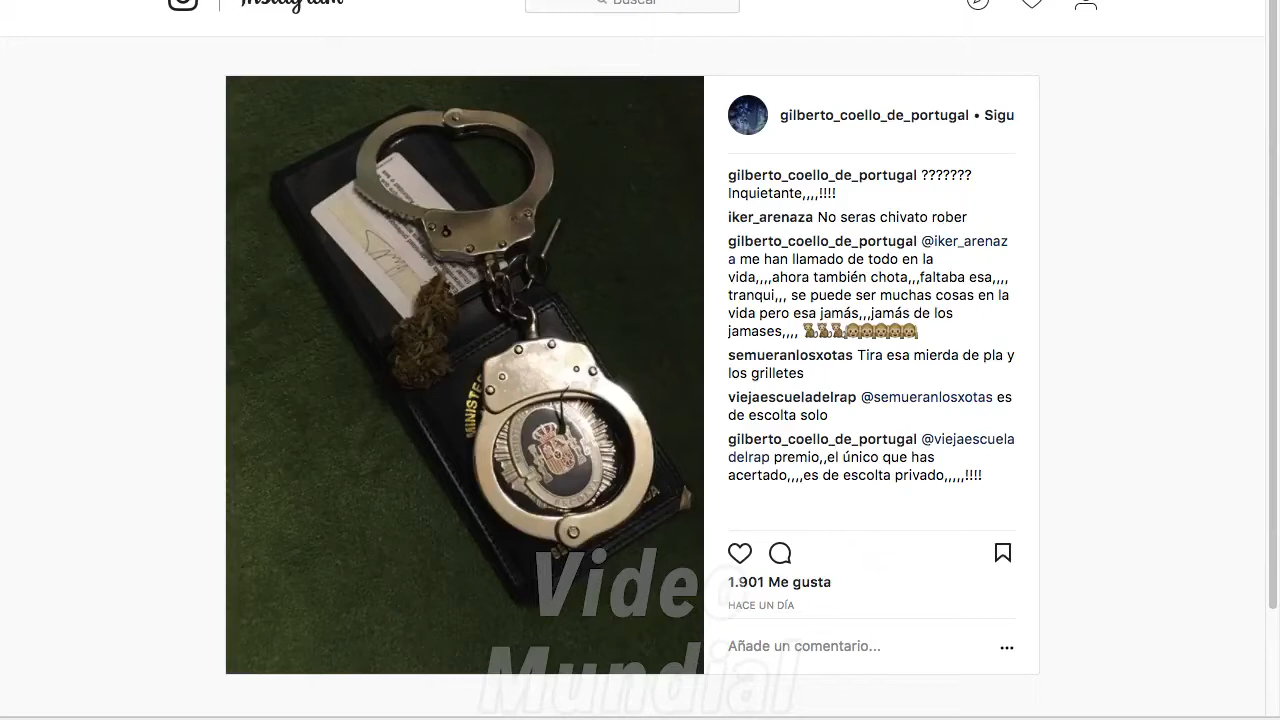 Instagram
Buscar
gilberto_coello_de_portugal • Sigu
gilberto_coello_de_portugal ???????
Inquietante,,,,!!!!
iker_arenaza No seras chivato rober
gilberto_coello_de_portugal @iker_arenaz
a me han llamado de todo en la
vida,,,,ahora también chota,,,faltaba esa,,,,
tranqui,,, se puede ser muchas cosas en la
vida pero esa jamás,,,jamás de los
jamases,,,, 🐒🐒🐒🐵🐵🐵🐵🐵
semueranlosxotas Tira esa mierda de pla y
los grilletes
viejaescueladelrap @semueranlosxotas es
de escolta solo
gilberto_coello_de_portugal @viejaescuela
delrap premio,,el único que has
acertado,,,,es de escolta privado,,,,,!!!!
1.901 Me gusta
HACE UN DÍA
Añade un comentario...
MINISTE
ESCOLTA
Video
Mundial